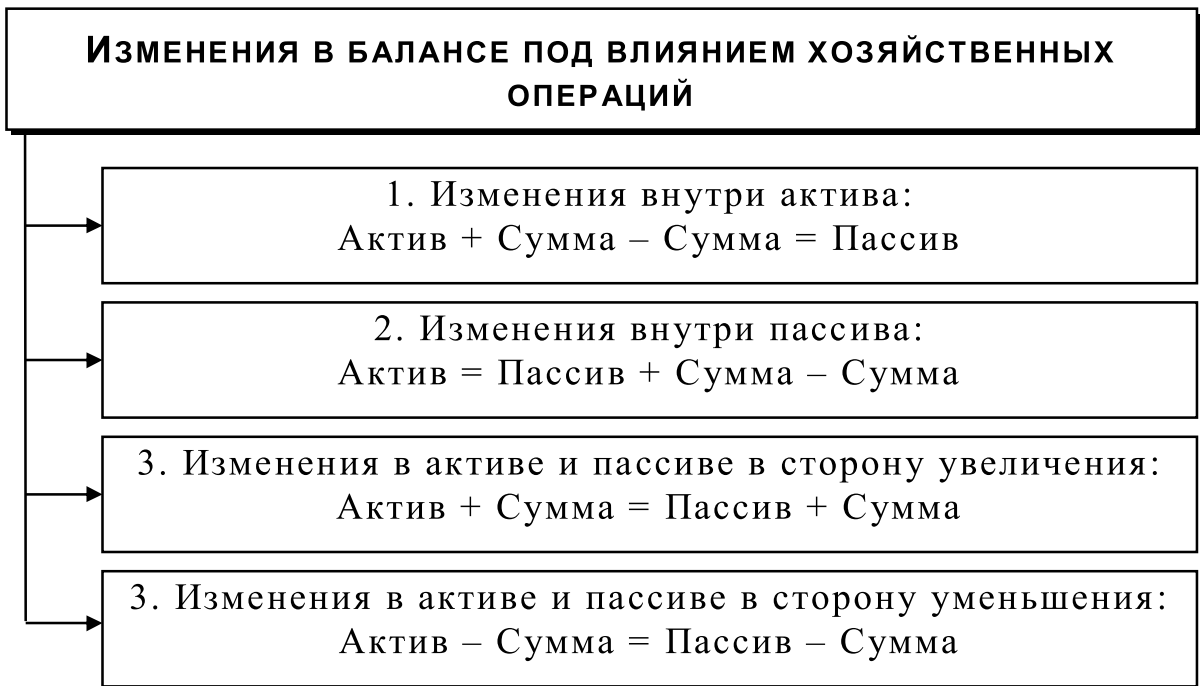 ИЗМЕНЕНИЯ В БАЛАНСЕ ПОД ВЛИЯНИЕМ ХОЗЯЙСТВЕННЫХ
ОПЕРАЦИЙ
1. Изменения внутри актива:
Актив + Сумма – Сумма = Пассив
2. Изменения внутри пассива:
Актив = Пассив + Сумма – Сумма
3. Изменения в активе и пассиве в сторону увеличения:
Актив + Сумма = Пассив + Сумма
3. Изменения в активе и пассиве в сторону уменьшения:
Актив – Сумма = Пассив – Сумма